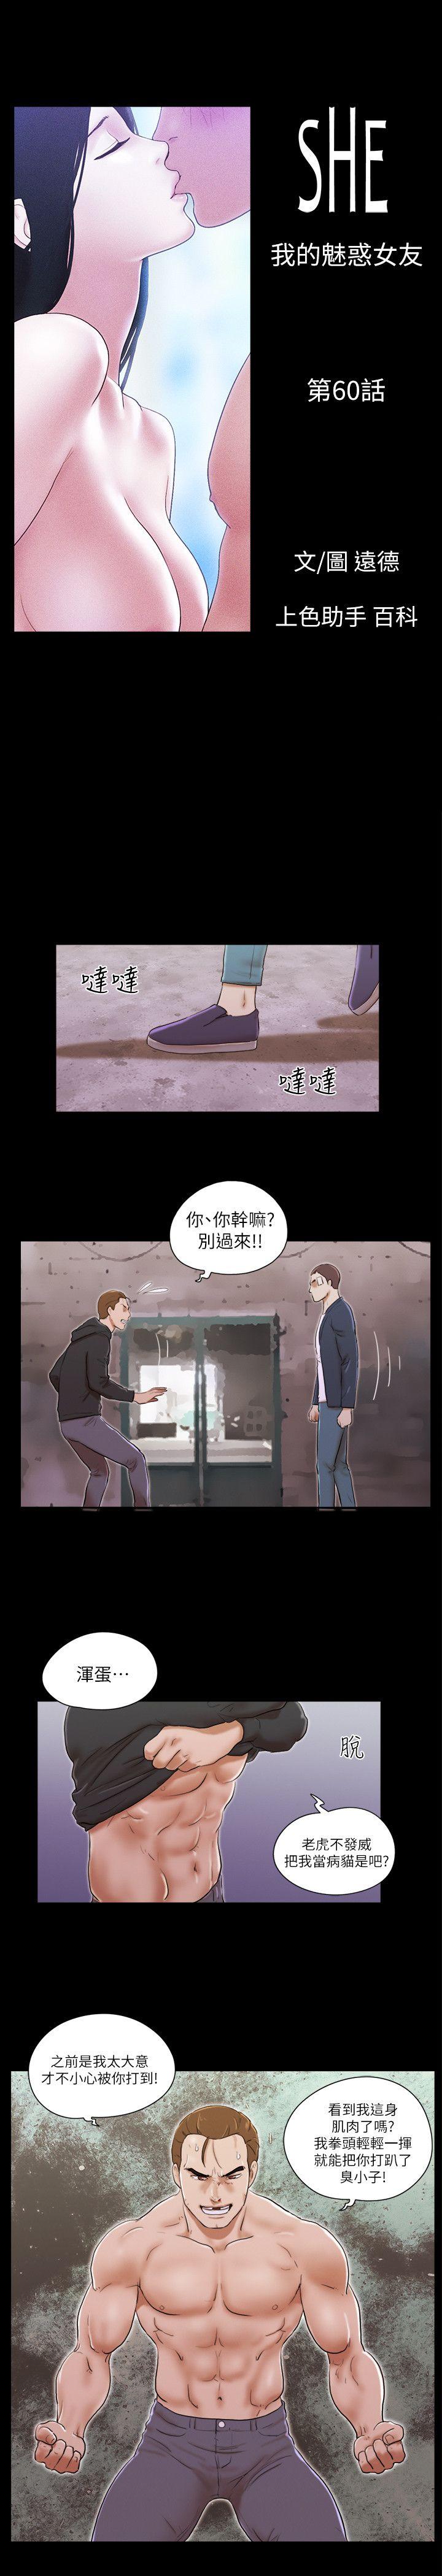 SHE
我的魅惑女友
第60話
文/圖 遠德
上色助手 百科
噠噠
噠噠
你、你幹嘛?
別過來!!
渾蛋…
脫
老虎不發威
把我當病貓是吧?
之前是我太大意
才不小心被你打到!
看到我這身
肌肉了嗎?
我拳頭輕輕一揮
就能把你打趴了
臭小子!